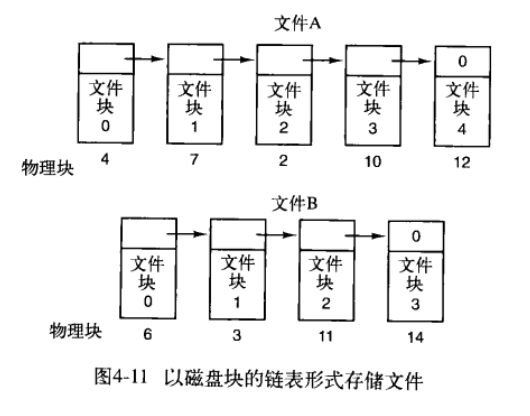 文件A
0
文件 文件 文件 文件 文件
块 块 块 块 块
0 1 2 3 4
物理块 4 7 2 10 12
文件B
0
文件 文件 文件 文件
块 块 块 块
0 1 2 3
物理块 6 3 11 14
图4-11 以磁盘块的链表形式存储文件